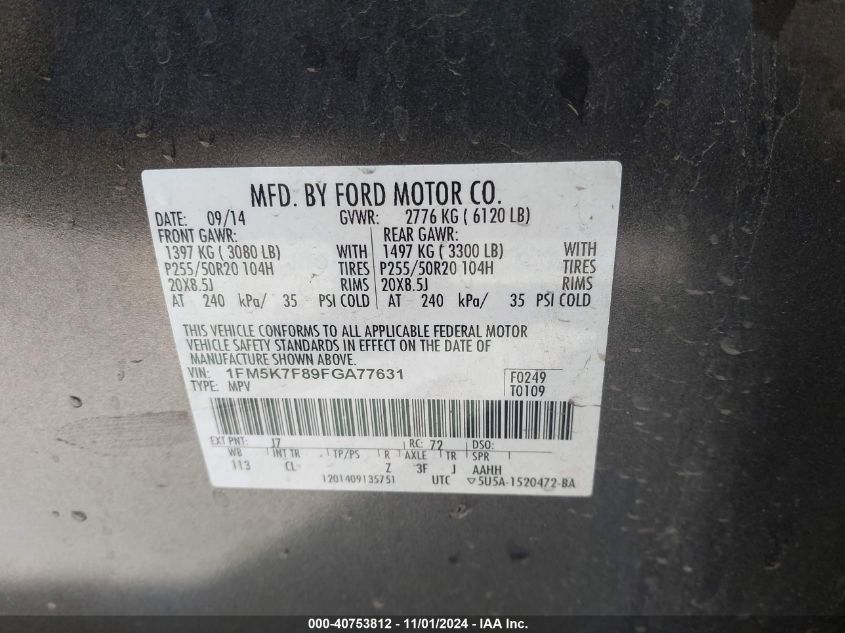 MFD. BY FORD MOTOR CO.
DATE: 09/14 GVWR: 2776 KG ( 6120 LB)
FRONT GAWR: REAR GAWR:
1397 KG ( 3080 LB) WITH 1497 KG ( 3300 LB) WITH
P255/50R20 104H TIRES P255/50R20 104H TIRES
20X8.5J RIMS 20X8.5J RIMS
AT 240 kPa/ 35 PSI COLD AT 240 kPa/ 35 PSI COLD
THIS VEHICLE CONFORMS TO ALL APPLICABLE FEDERAL MOTOR
VEHICLE SAFETY STANDARDS IN EFFECT ON THE DATE OF
MANUFACTURE SHOWN ABOVE.
VIN: 1FM5K7F89FGA77631 F0249
TYPE: MPV T0109
EXT PNT: J7 RC: 72 DSO:
WB INT TR TP/PS R AXLE TR SPR
113 CL Z 3F J AAHH
1201409135751 UTC ▽5U5A-1520472-BA
000-40753812 - 11/01/2024 - IAAI.COM